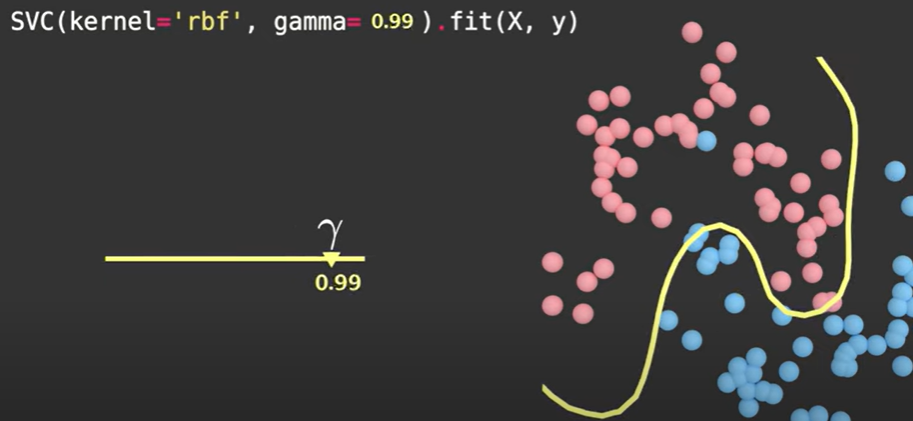 SVC(kernel='rbf', gamma= 0.99 ).fit(X, y)
γ
0.99